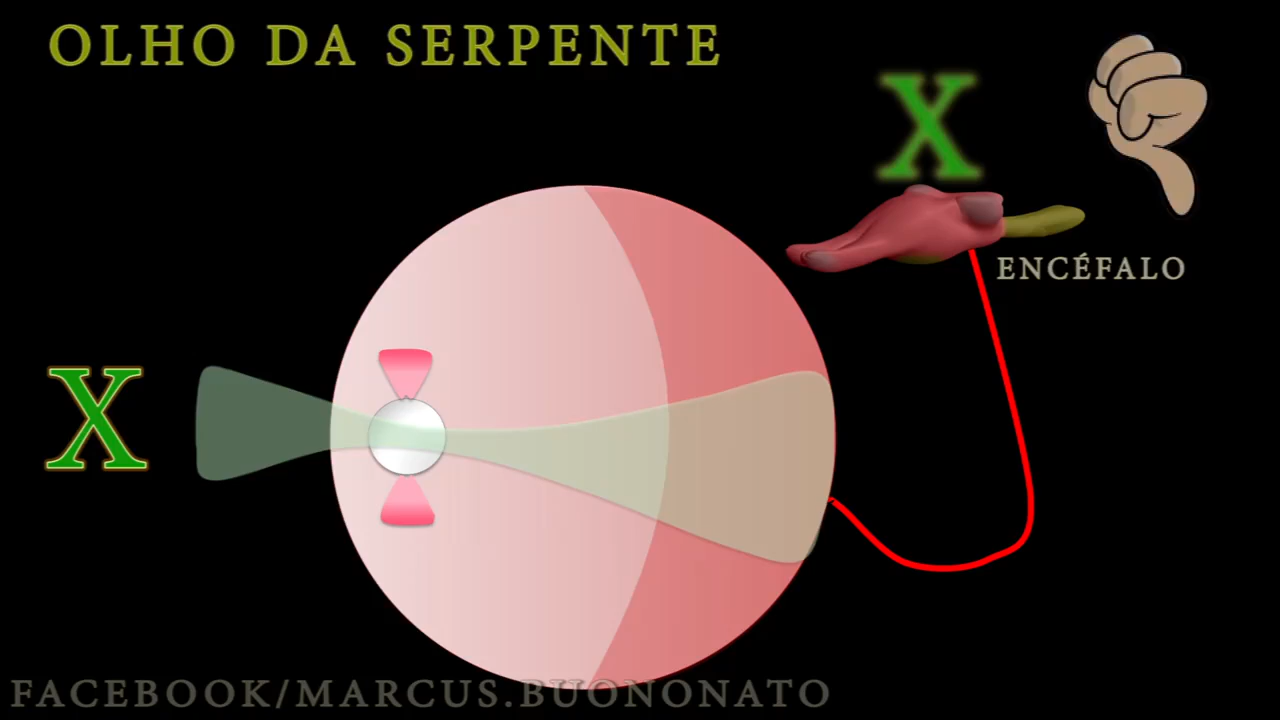 OLHO DA SERPENTE
X
ENCÉFALO
X
FACEBOOK/MARCUS.BUONONATO